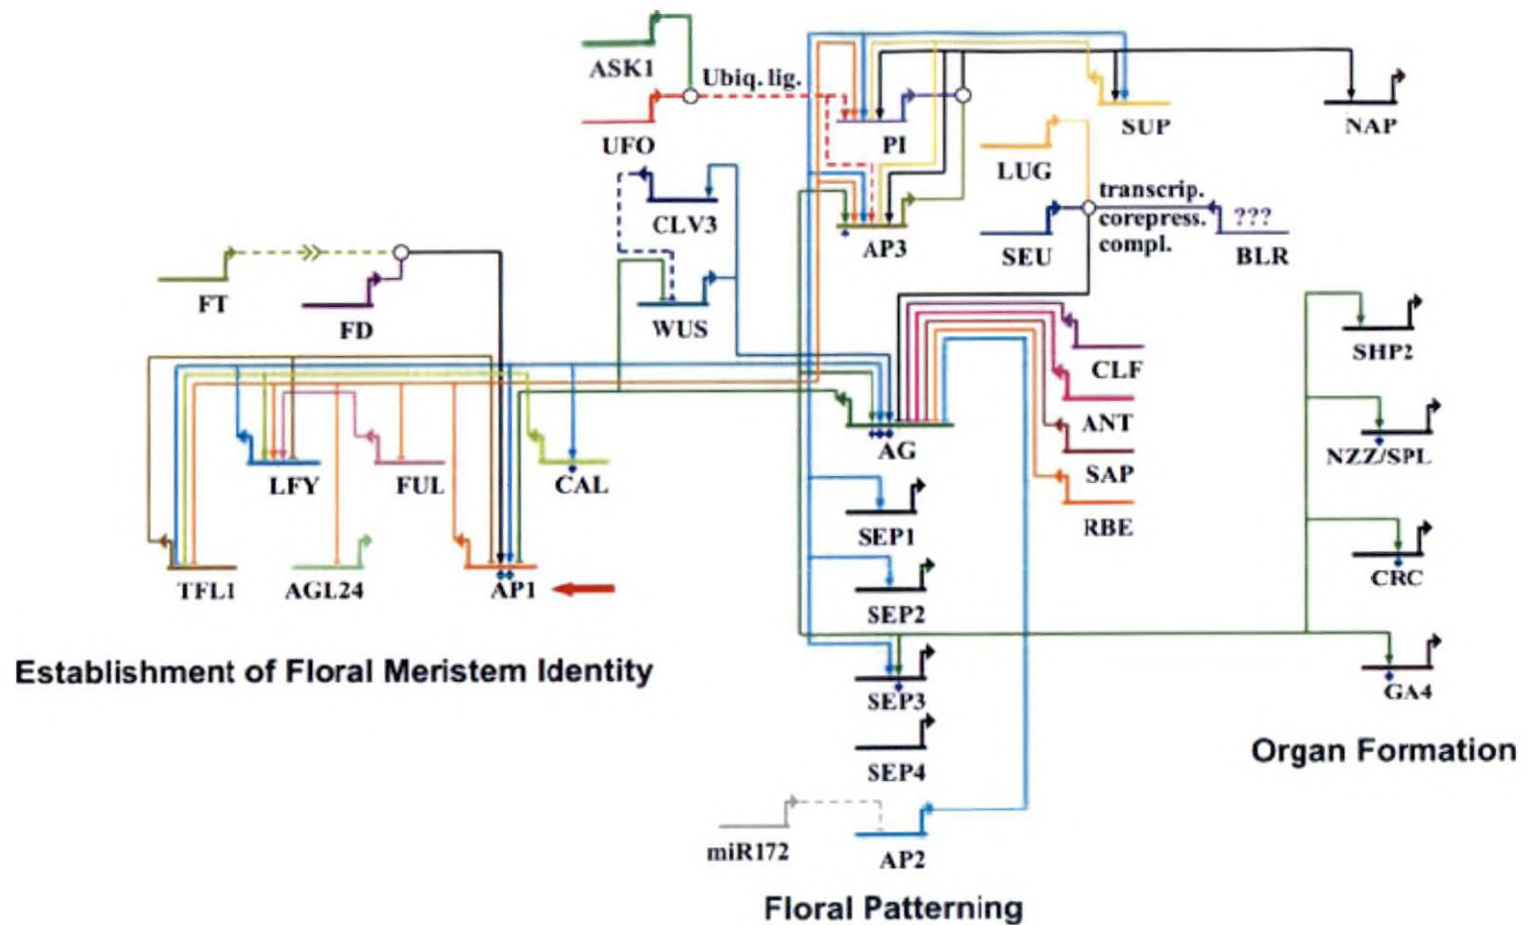 ASK1
Ubiq. lig.
UFO
PI
SUP
NAP
LUG
CLV3
transcrip.
corepress.
compl.
???
AP3
SEU
BLR
FT
FD
WUS
SHP2
CLF
ANT
AG
NZZ/SPL
LFY
FUL
CAL
SAP
RBE
SEP1
CRC
TFL1
AGL24
AP1
SEP2
Establishment of Floral Meristem Identity
SEP3
GA4
Organ Formation
SEP4
miR172
AP2
Floral Patterning